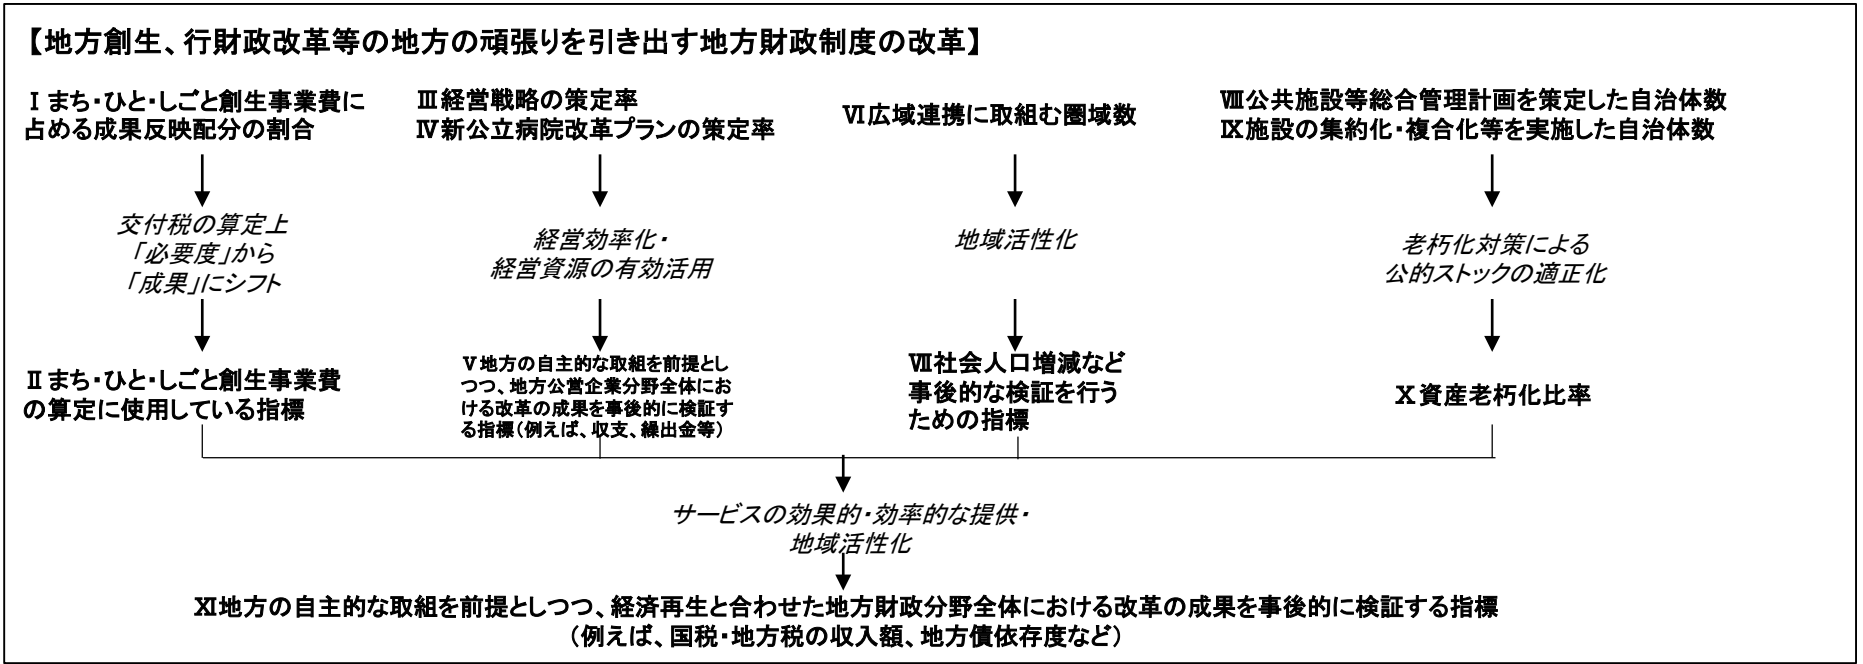 【地方創生、行財政改革等の地方の頑張りを引き出す地方財政制度の改革】
Ⅰまち・ひと・しごと創生事業費に
占める成果反映配分の割合
交付税の算定上
「必要度」から
「成果」にシフト
Ⅱまち・ひと・しごと創生事業費
の算定に使用している指標
Ⅲ経営戦略の策定率
Ⅳ新公立病院改革プランの策定率
経営効率化・
経営資源の有効活用
Ⅴ地方の自主的な取組を前提とし
つつ、地方公営企業分野全体にお
ける改革の成果を事後的に検証す
る指標（例えば、収支、繰出金等）
Ⅵ広域連携に取組む圏域数
地域活性化
Ⅶ社会人口増減など
事後的な検証を行う
ための指標
Ⅷ公共施設等総合管理計画を策定した自治体数
Ⅸ施設の集約化・複合化等を実施した自治体数
老朽化対策による
公的ストックの適正化
Ⅹ資産老朽化比率
サービスの効果的・効率的な提供・
地域活性化
Ⅺ地方の自主的な取組を前提としつつ、経済再生と合わせた地方財政分野全体における改革の成果を事後的に検証する指標
（例えば、国税・地方税の収入額、地方債依存度など）